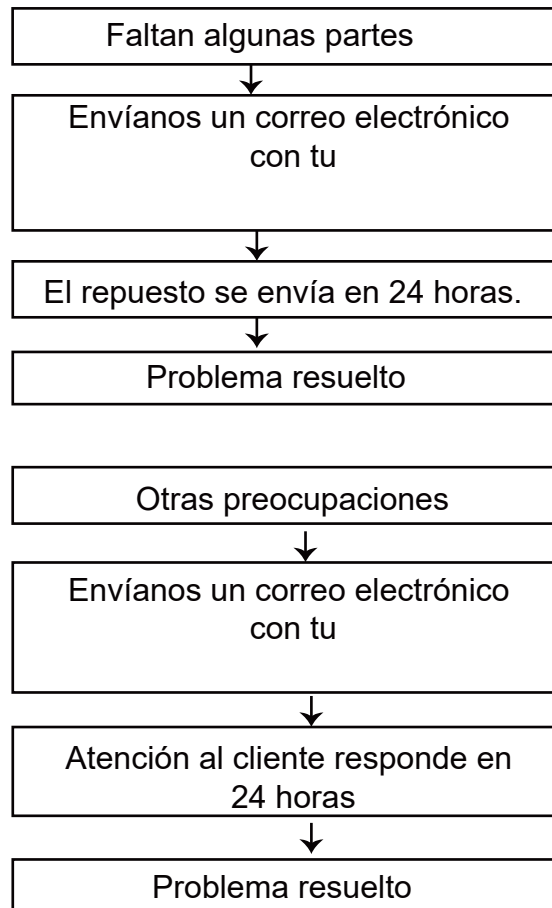 Faltan algunas partes
Envíanos un correo electrónico
con tu
El repuesto se envía en 24 horas.
Problema resuelto
Otras preocupaciones
Envíanos un correo electrónico
con tu
Atención al cliente responde en
24 horas
Problema resuelto